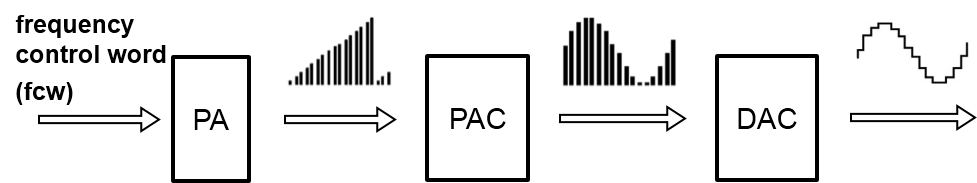 frequency
control word
(fcw)
PA
PAC
DAC